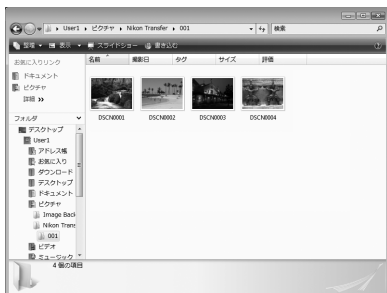 User1 ▸ ピクチャ ▸ Nikon Transfer ▸ 001
検索
整理 表示 スライド ショー 書き込む
お気に入りリンク
ドキュメント
ピクチャ
詳細 »
フォルダ
デスクトップ
User1
アドレス帳
お気に入り
ダウンロード
デスクトップ
ドキュメント
ピクチャ
Image Back
Nikon Trans
001
ビデオ
ミュージック
名前 撮影日 タグ サイズ 評価
DSCN0001 DSCN0002 DSCN0003 DSCN0004
4 個の項目